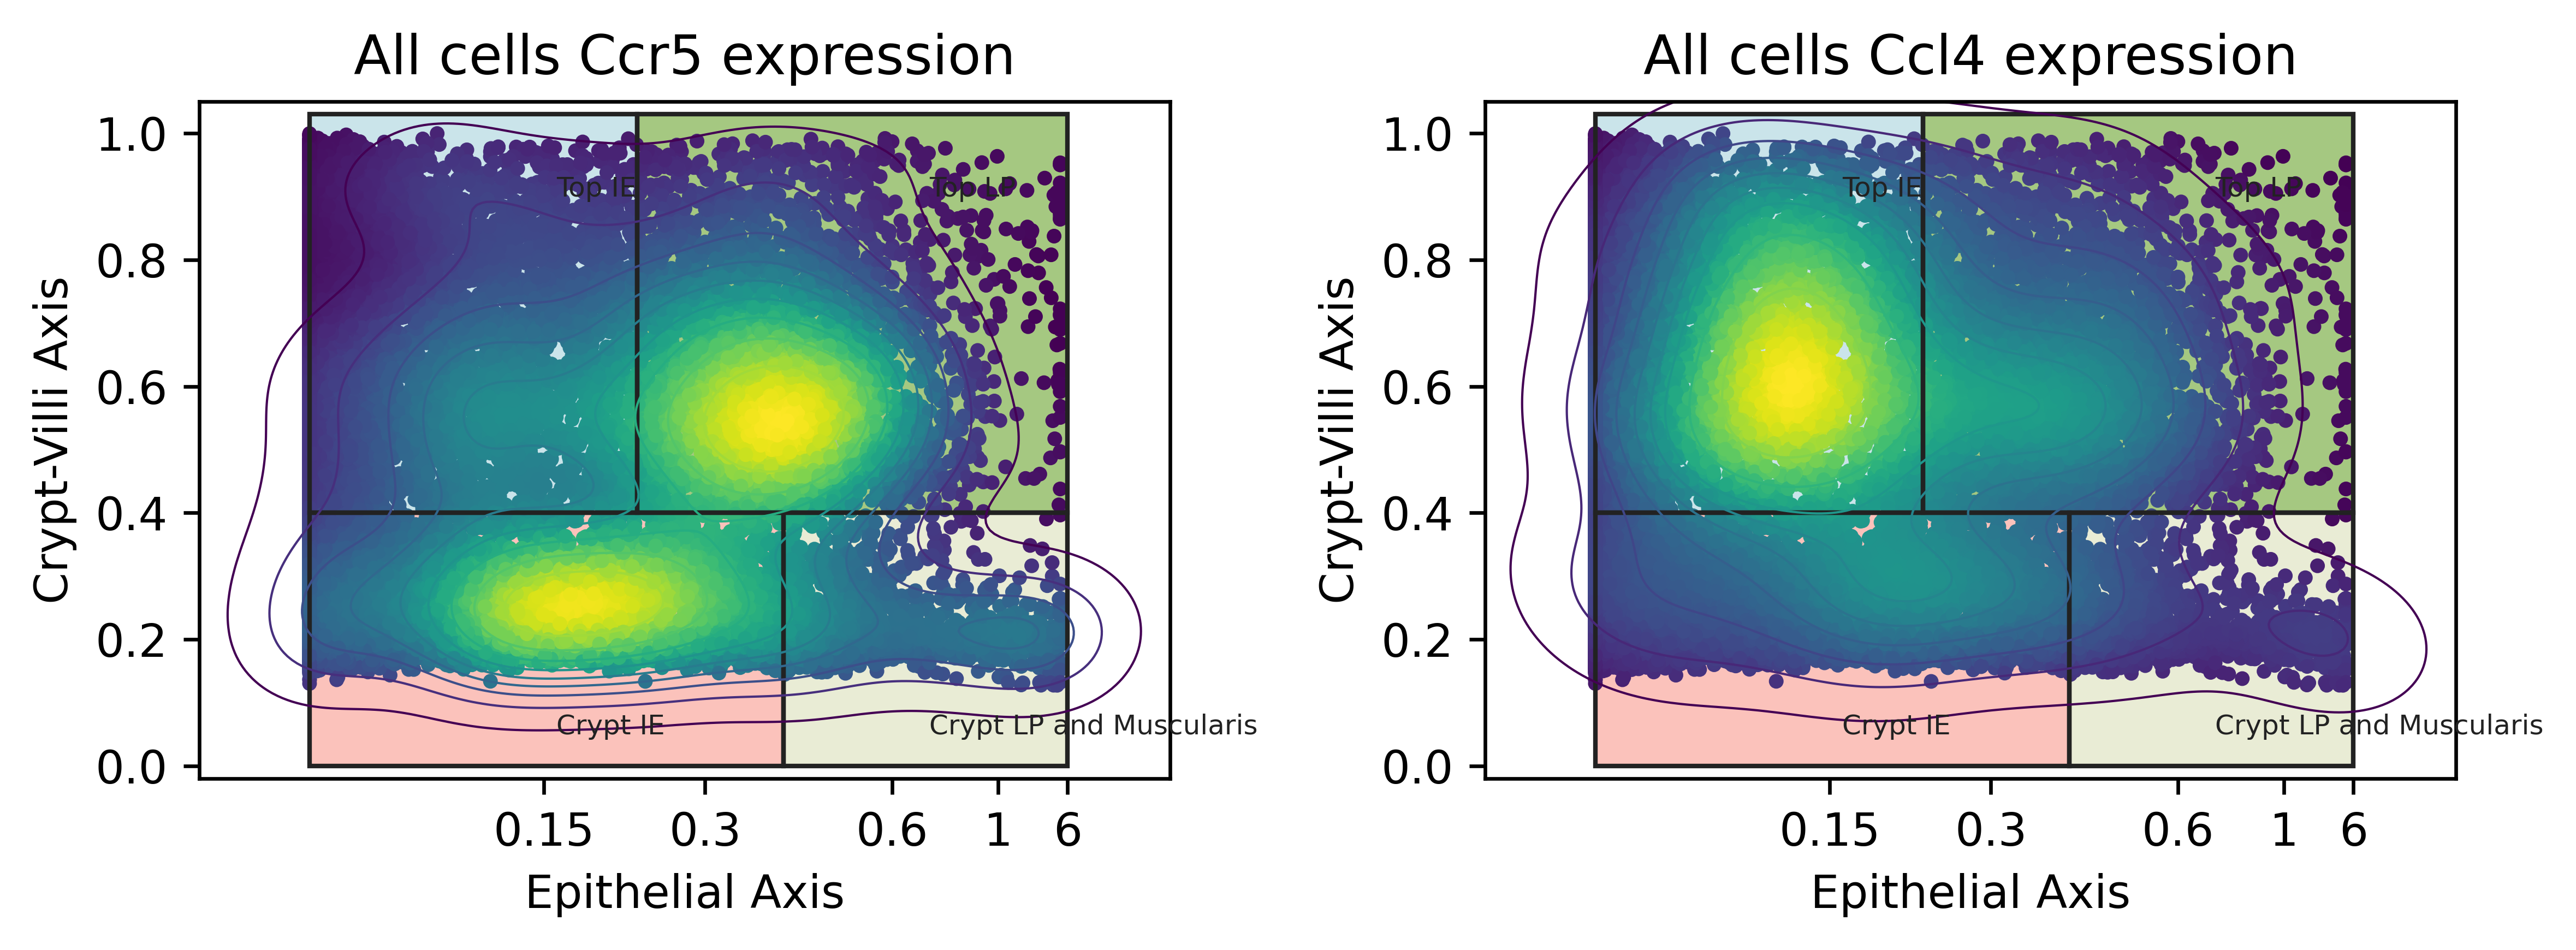 All cells Ccr5 expression
Crypt-Villi Axis
1.0
0.8
0.6
0.4
0.2
0.0
Top IE
Top LP
Crypt IE
Crypt LP and Muscularis
0.15 0.3 0.6 1 6
Epithelial Axis
All cells Ccl4 expression
Crypt-Villi Axis
1.0
0.8
0.6
0.4
0.2
0.0
Top IE
Top LP
Crypt IE
Crypt LP and Muscularis
0.15 0.3 0.6 1 6
Epithelial Axis